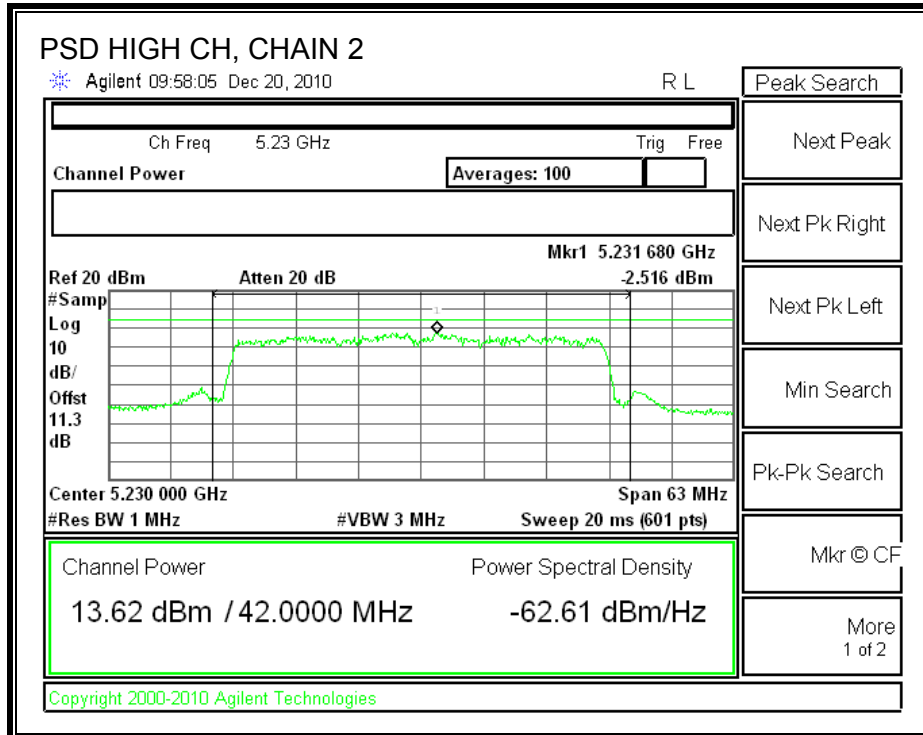 PSD HIGH CH, CHAIN 2
Agilent 09:58:05 Dec 20, 2010 R L
Peak Search
Ch Freq 5.23 GHz Trig Free
Channel Power Averages: 100
Mkr1 5.231 680 GHz
Ref 20 dBm Atten 20 dB -2.516 dBm
#Samp
Log
10
dB/
Offst
11.3
dB
1
Center 5.230 000 GHz Span 63 MHz
#Res BW 1 MHz #VBW 3 MHz Sweep 20 ms (601 pts)
Channel Power Power Spectral Density
13.62 dBm / 42.0000 MHz -62.61 dBm/Hz
Copyright 2000-2010 Agilent Technologies
Next Peak
Next Pk Right
Next Pk Left
Min Search
Pk-Pk Search
Mkr © CF
More
1 of 2